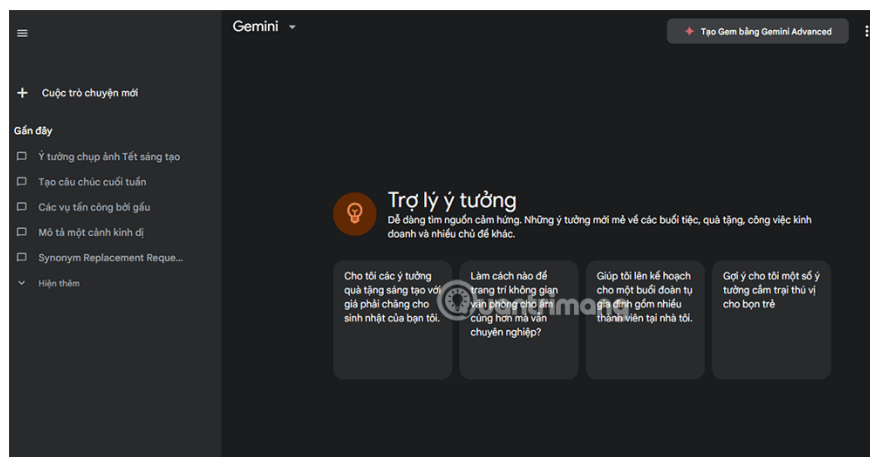 Gemini
Tạo Gem bằng Gemini Advanced
Cuộc trò chuyện mới
Gần đây
Ý tưởng chụp ảnh Tết sáng tạo
Tạo câu chúc cuối tuần
Các vụ tấn công bởi gấu
Mô tả một cảnh kinh dị
Synonym Replacement Reque...
Hiện thêm
Trợ lý ý tưởng
Dễ dàng tìm nguồn cảm hứng. Những ý tưởng mới mẻ về các buổi tiệc, quà tặng, công việc kinh
doanh và nhiều chủ đề khác.
Cho tôi các ý tưởng
quà tặng sáng tạo với
giá phải chăng cho
sinh nhật của bạn tôi.
Làm cách nào để
trang trí không gian
văn phòng cho ấm
cúng hơn mà vẫn
chuyên nghiệp?
Giúp tôi lên kế hoạch
cho một buổi đoàn tụ
gia đình gồm nhiều
thành viên tại nhà tôi.
Gợi ý cho tôi một số ý
tưởng cắm trại thú vị
cho bọn trẻ
Quantrimang